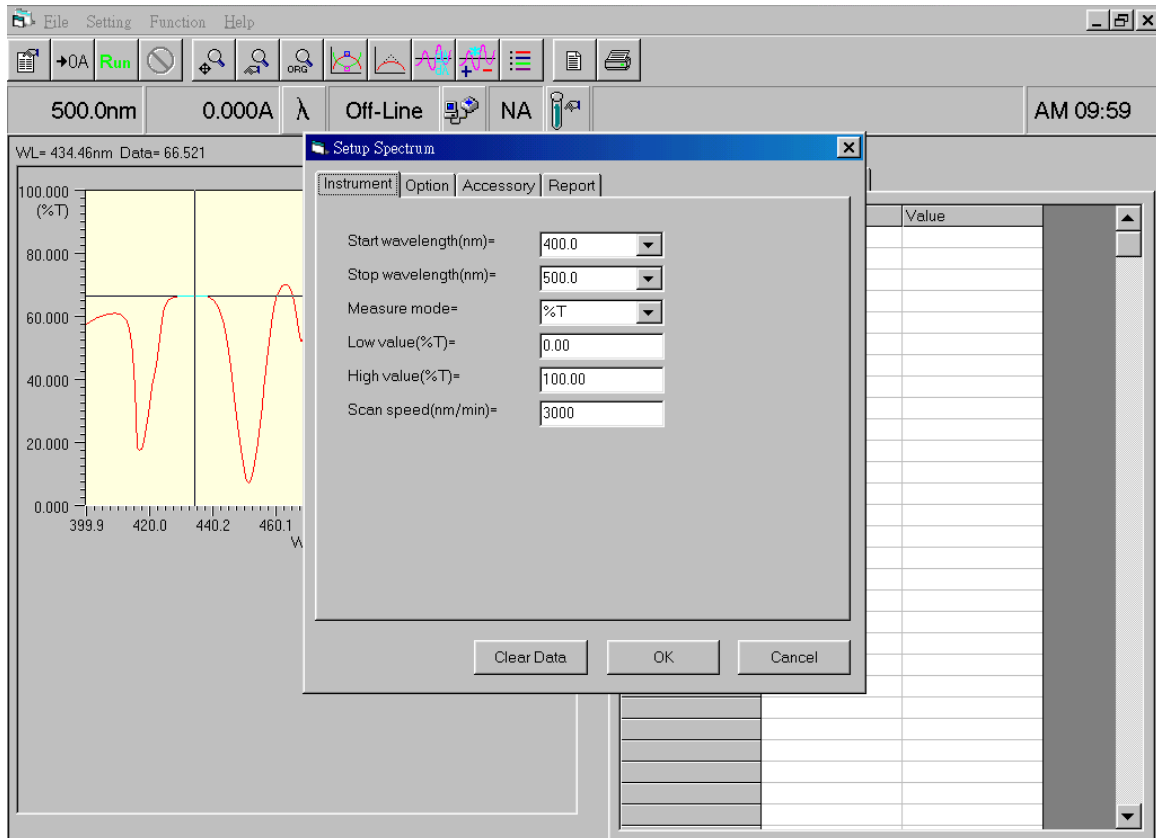 File Setting Function Help
→0A Run ORG
500.0nm 0.000A λ Off-Line NA AM 09:59
WL= 434.46nm Data= 66.521
100.000
(%T)
80.000
60.000
40.000
20.000
0.000
399.9 420.0 440.2 460.1
W
Setup Spectrum
Instrument Option Accessory Report
Start wavelength(nm)= 400.0
Stop wavelength(nm)= 500.0
Measure mode= %T
Low value(%T)= 0.00
High value(%T)= 100.00
Scan speed(nm/min)= 3000
Clear Data OK Cancel
Value